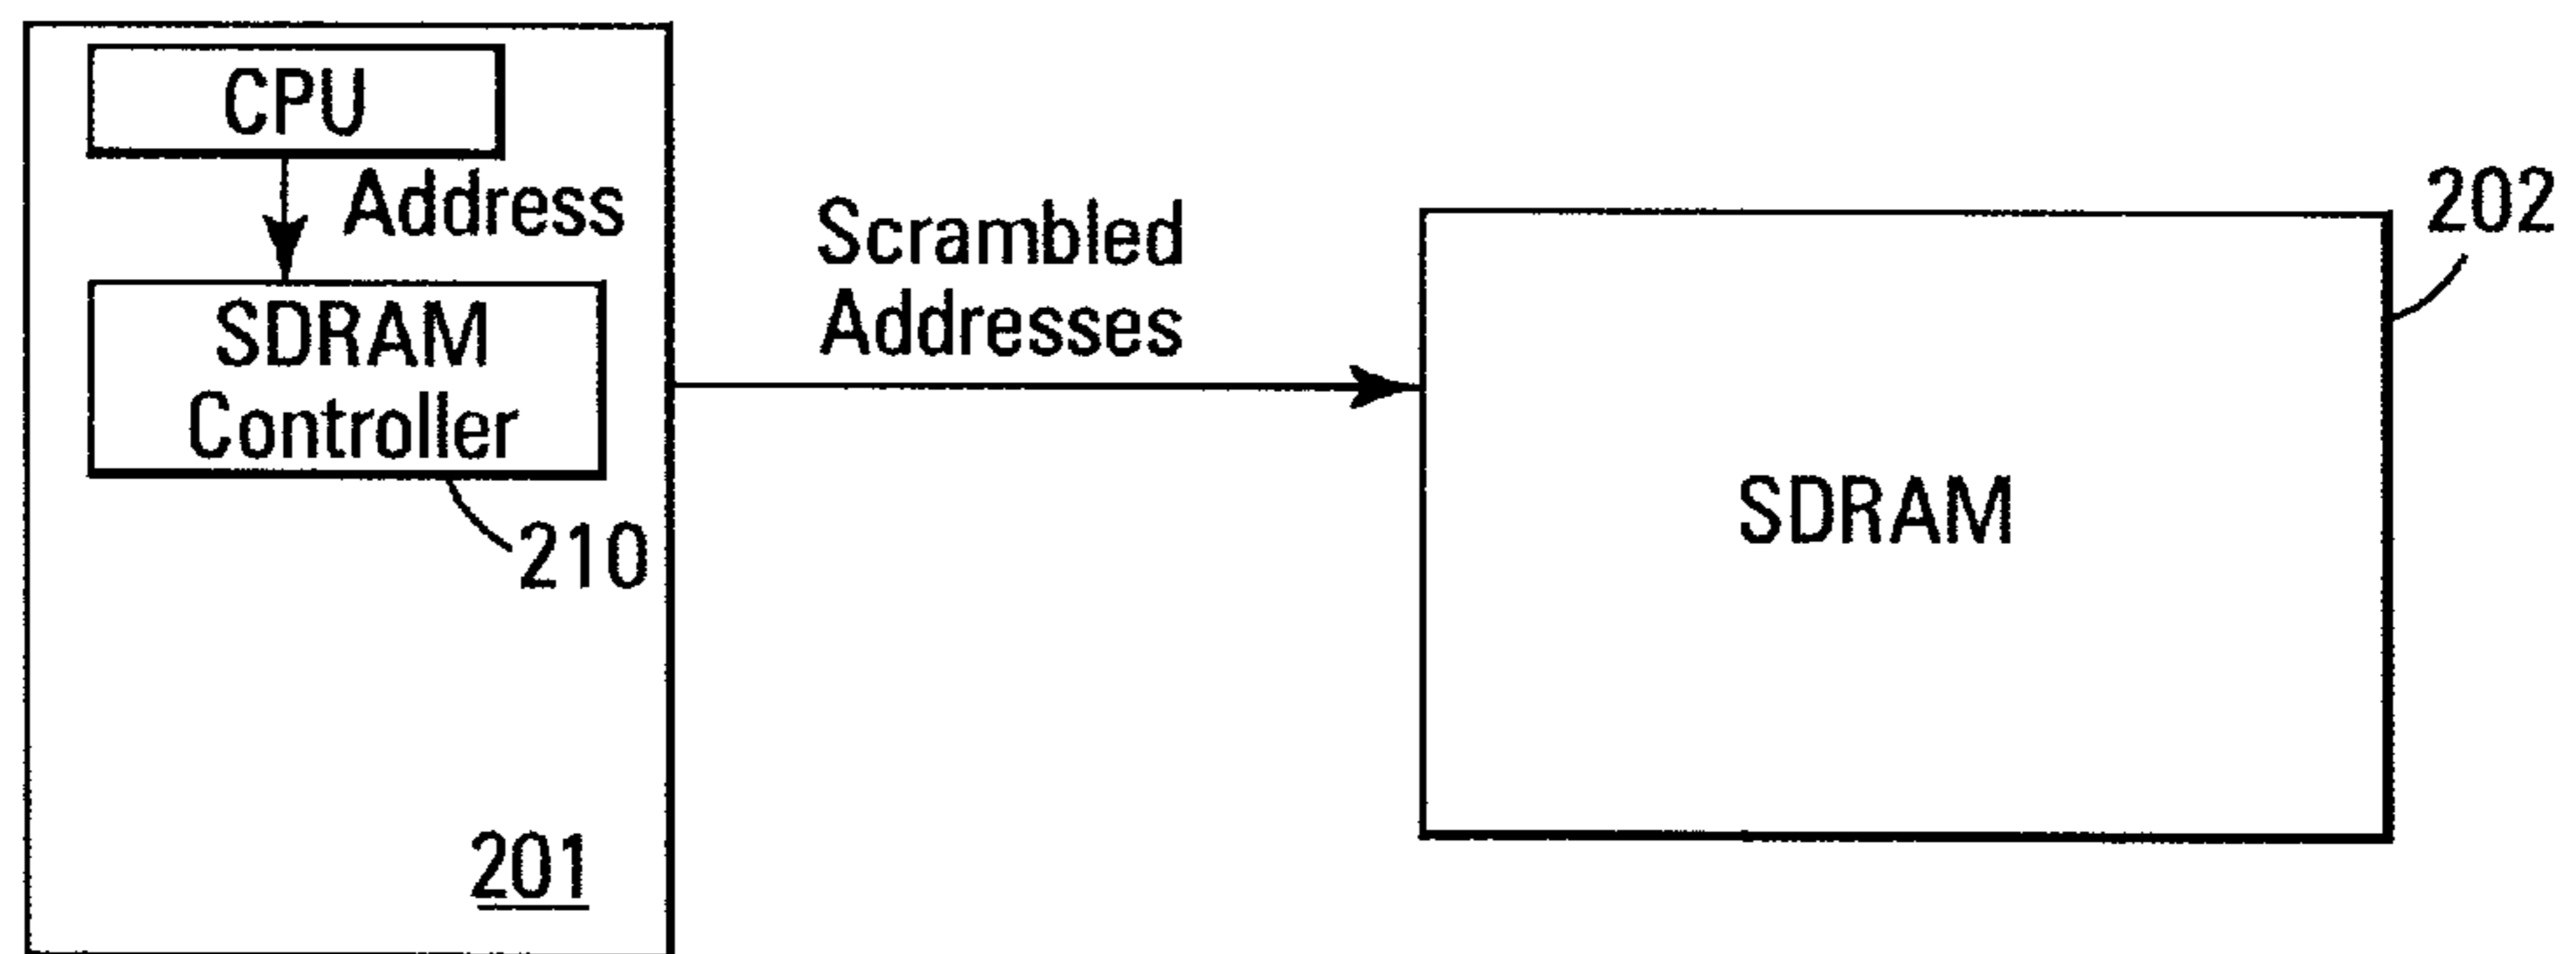 CPU
Address
SDRAM
Controller
210
201
Scrambled
Addresses
SDRAM
202